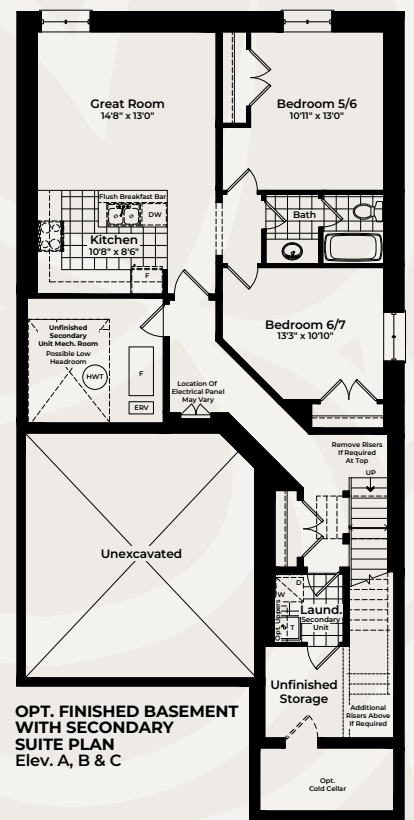 Great Room
14'8" x 13'0"
Bedroom 5/6
10'11" x 13'0"
Flush Breakfast Bar
DW
Kitchen
10'8" x 8'6"
F
Bath
Bedroom 6/7
13'3" x 10'10"
Unfinished
Secondary
Unit Mech. Room
Possible Low
Headroom
HWT
F
ERV
Location Of
Electrical Panel
May Vary
Remove Risers
If Required
At Top
UP
Unexcavated
D
W
Opt. Uppers
T
Laund.
Secondary
Unit
Unfinished
Storage
Additional
Risers Above
If Required
Opt.
Cold Cellar
OPT. FINISHED BASEMENT
WITH SECONDARY
SUITE PLAN
Elev. A, B & C